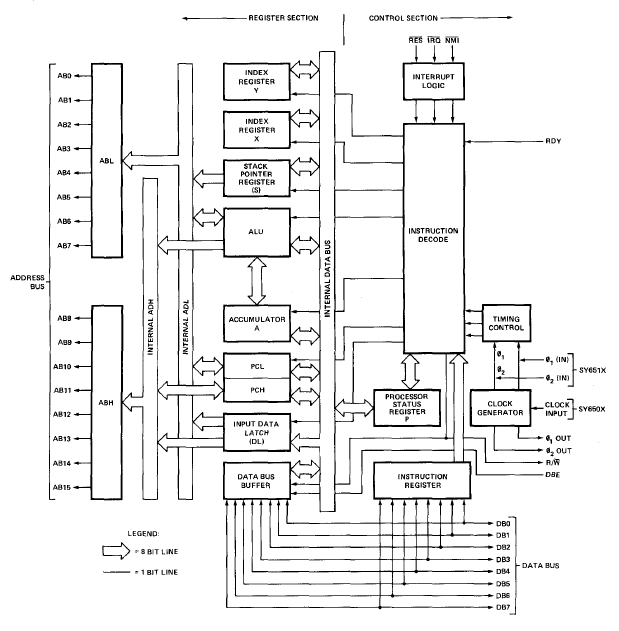 REGISTER SECTION
CONTROL SECTION
RES IRQ NMI
INDEX
REGISTER
Y
INTERRUPT
LOGIC
INDEX
REGISTER
X
STACK
POINTER
REGISTER
(S)
ALU
ACCUMULATOR
A
PCL
PCH
INPUT DATA
LATCH
(DL)
DATA BUS
BUFFER
INTERNAL ADH
INTERNAL ADL
INTERNAL DATA BUS
INSTRUCTION
DECODE
RDY
TIMING
CONTROL
Ø1
Ø2
Ø1 (IN)
Ø2 (IN)
SY651X
PROCESSOR
STATUS
REGISTER
P
CLOCK
GENERATOR
CLOCK
INPUT
SY650X
Ø1 OUT
Ø2 OUT
R/W
DBE
INSTRUCTION
REGISTER
ADDRESS
BUS
AB0
AB1
AB2
AB3
AB4
AB5
AB6
AB7
ABL
AB8
AB9
AB10
AB11
AB12
AB13
AB14
AB15
ABH
DB0
DB1
DB2
DB3
DB4
DB5
DB6
DB7
DATA BUS
LEGEND:
= 8 BIT LINE
= 1 BIT LINE